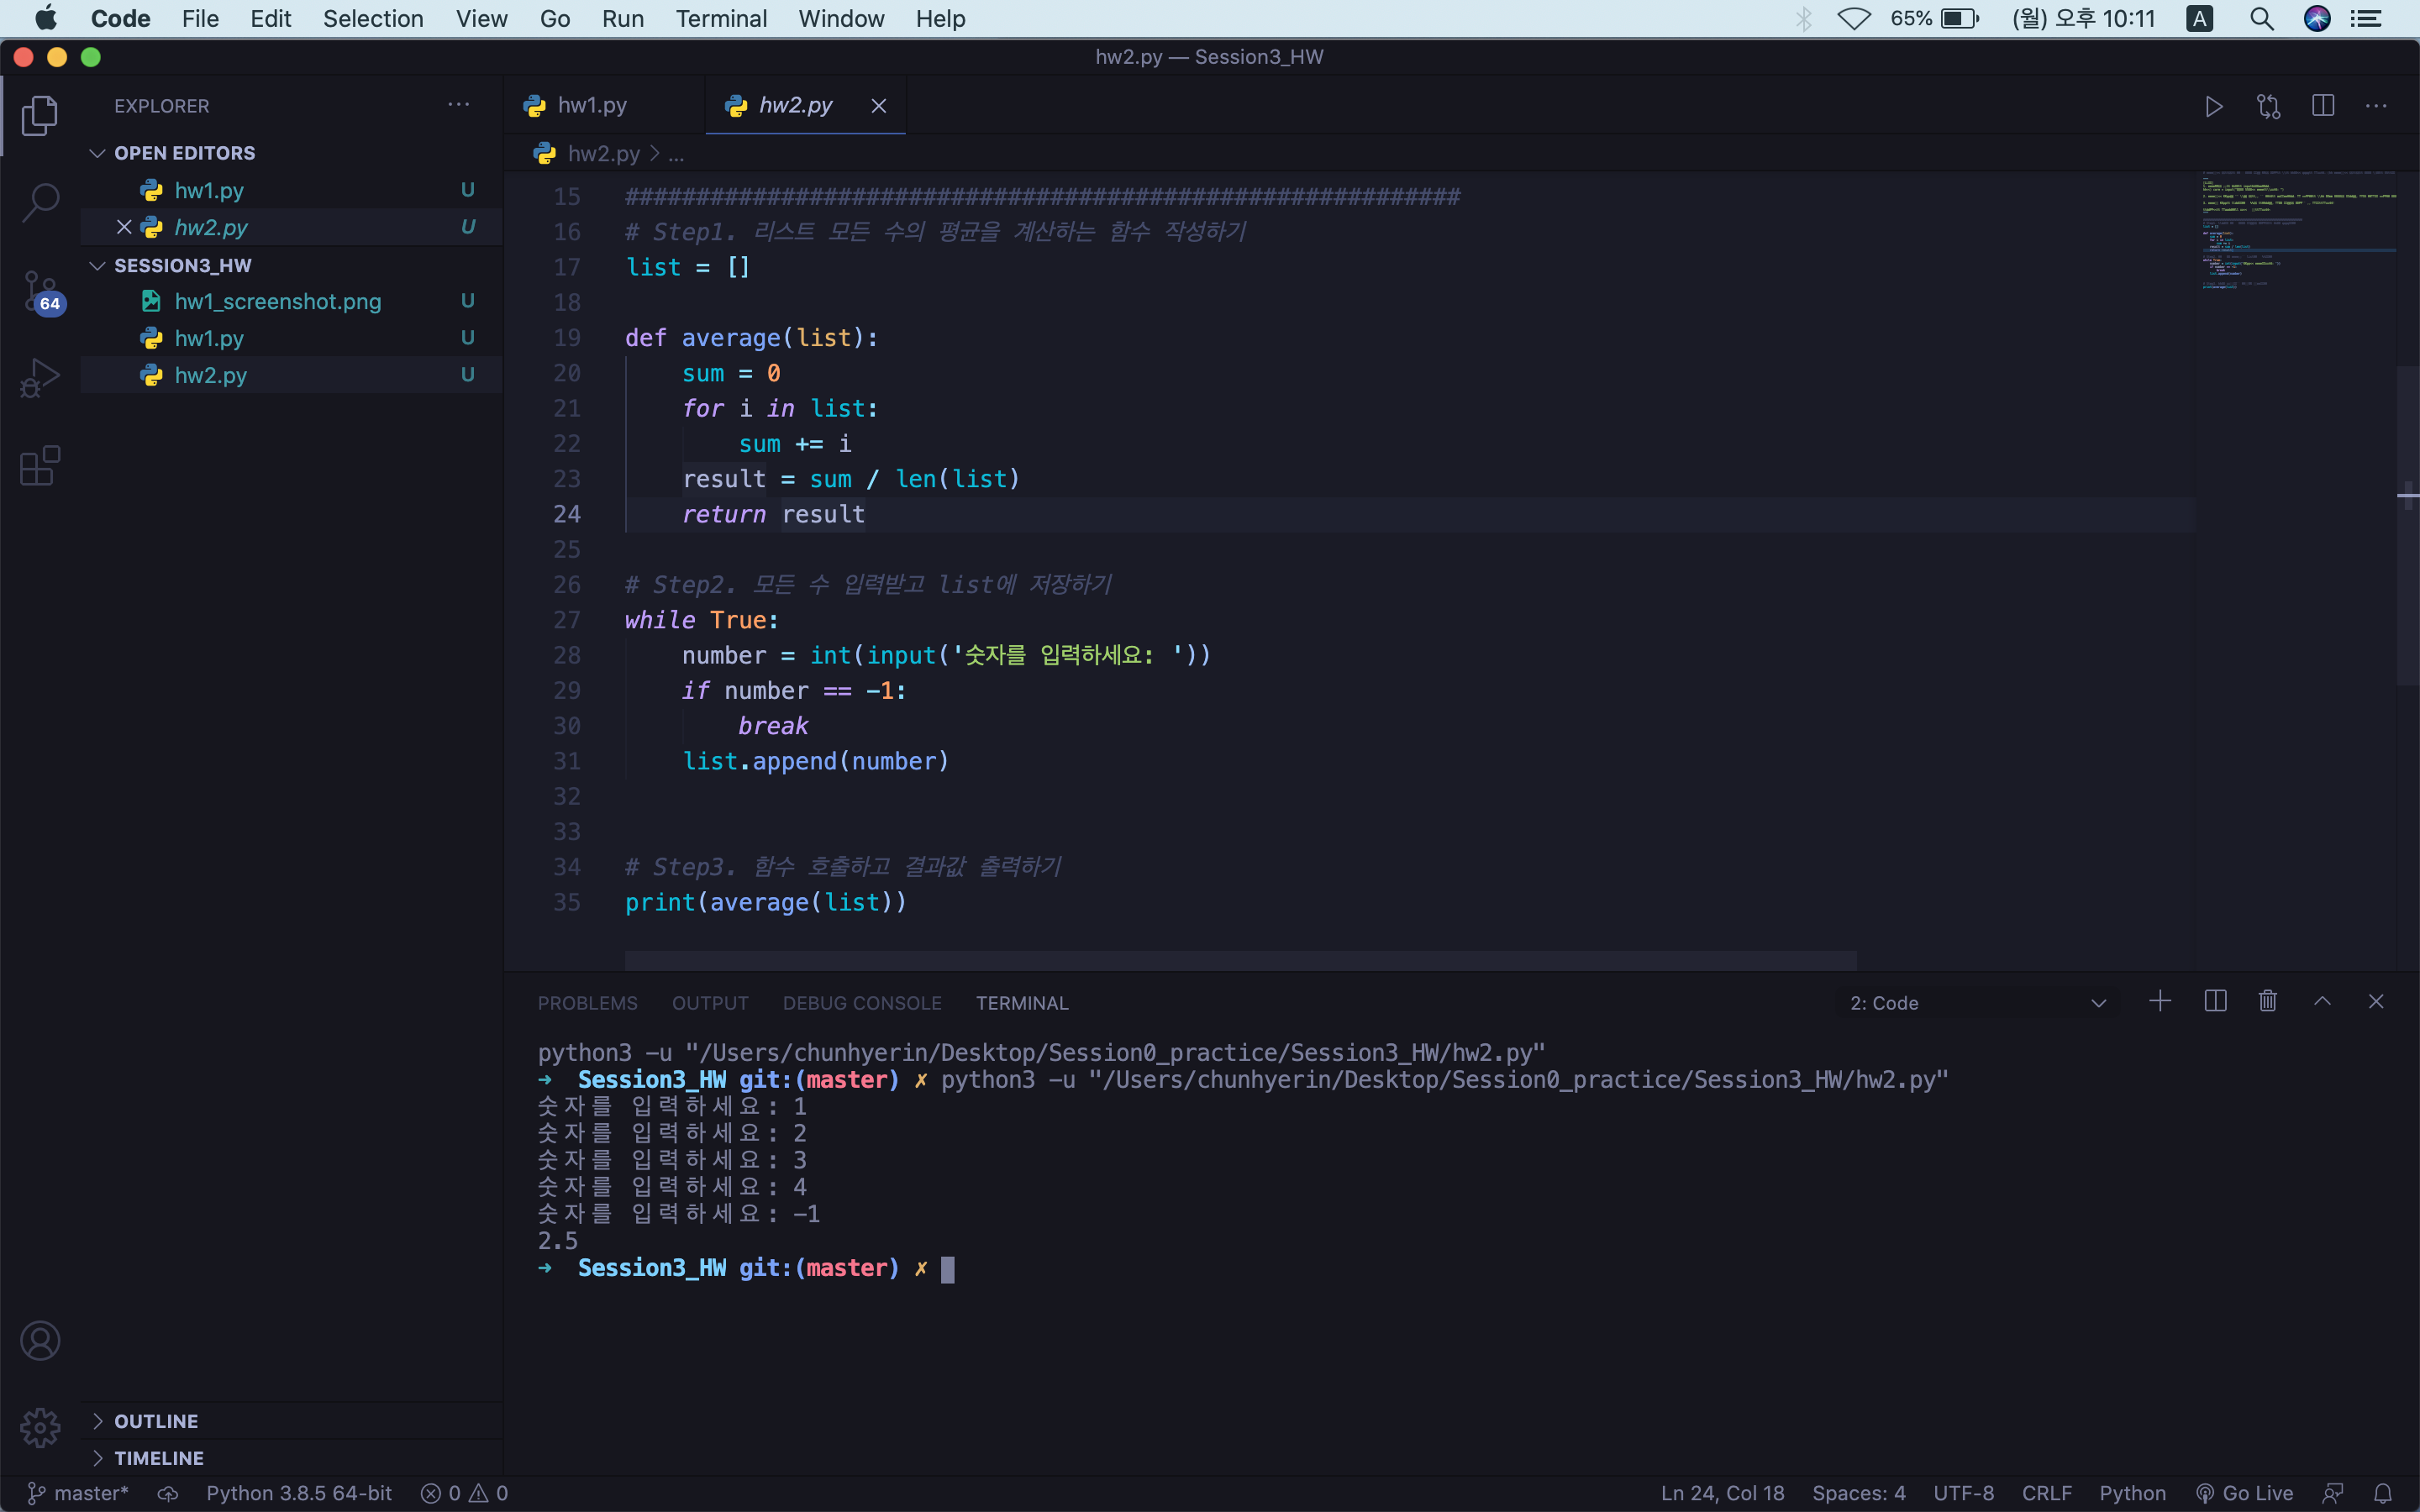 Code File Edit Selection View Go Run Terminal Window Help 65% (월) 오후 10:11 A
hw2.py — Session3_HW
EXPLORER ...
OPEN EDITORS
hw1.py U
hw2.py U
SESSION3_HW
hw1_screenshot.png U
hw1.py U
hw2.py U
64
OUTLINE
TIMELINE
hw1.py hw2.py
hw2.py > ...
15 ###########################################################
16 # Step1. 리스트 모든 수의 평균을 계산하는 함수 작성하기
17 list = []
18
19 def average(list):
20 sum = 0
21 for i in list:
22 sum += i
23 result = sum / len(list)
24 return result
25
26 # Step2. 모든 수 입력받고 list에 저장하기
27 while True:
28 number = int(input('숫자를 입력하세요: '))
29 if number == -1:
30 break
31 list.append(number)
32
33
34 # Step3. 함수 호출하고 결과값 출력하기
35 print(average(list))
PROBLEMS OUTPUT DEBUG CONSOLE TERMINAL 2: Code
python3 -u "/Users/chunhyerin/Desktop/Session0_practice/Session3_HW/hw2.py"
➜ Session3_HW git:(master) ✗ python3 -u "/Users/chunhyerin/Desktop/Session0_practice/Session3_HW/hw2.py"
숫자를 입력하세요: 1
숫자를 입력하세요: 2
숫자를 입력하세요: 3
숫자를 입력하세요: 4
숫자를 입력하세요: -1
2.5
➜ Session3_HW git:(master) ✗
master* Python 3.8.5 64-bit 0 0 Ln 24, Col 18 Spaces: 4 UTF-8 CRLF Python Go Live